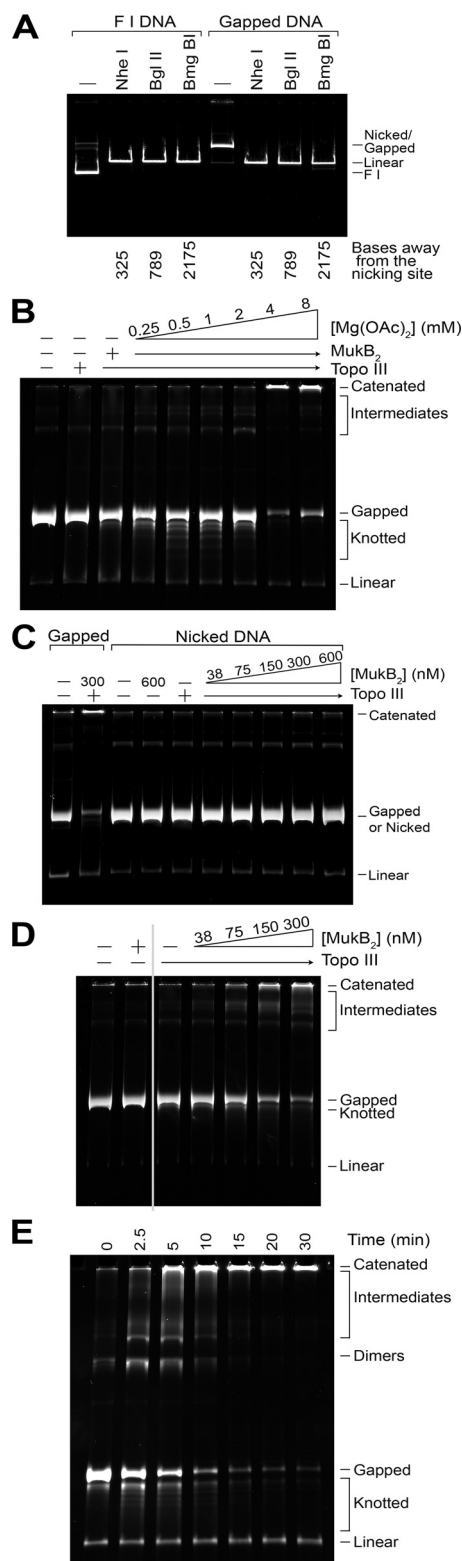 A
F I DNA Gapped DNA
— Nhe I Bgl II Bmg BI — Nhe I Bgl II Bmg BI
Nicked/
Gapped
Linear
F I
325 789 2175 325 789 2175
Bases away
from the
nicking site
B
0.25 0.5 1 2 4 8 [Mg(OAc)2] (mM)
— — + MukB2
— + Topo III
Catenated
Intermediates
Gapped
Knotted
Linear
C
Gapped Nicked DNA
— 300 — 600 — 38 75 150 300 600 [MukB2] (nM)
— + — — + Topo III
Catenated
Gapped
or Nicked
Linear
D
— + — 38 75 150 300 [MukB2] (nM)
— — Topo III
Catenated
Intermediates
Gapped
Knotted
Linear
E
0 2.5 5 10 15 20 30 Time (min)
Catenated
Intermediates
Dimers
Gapped
Knotted
Linear